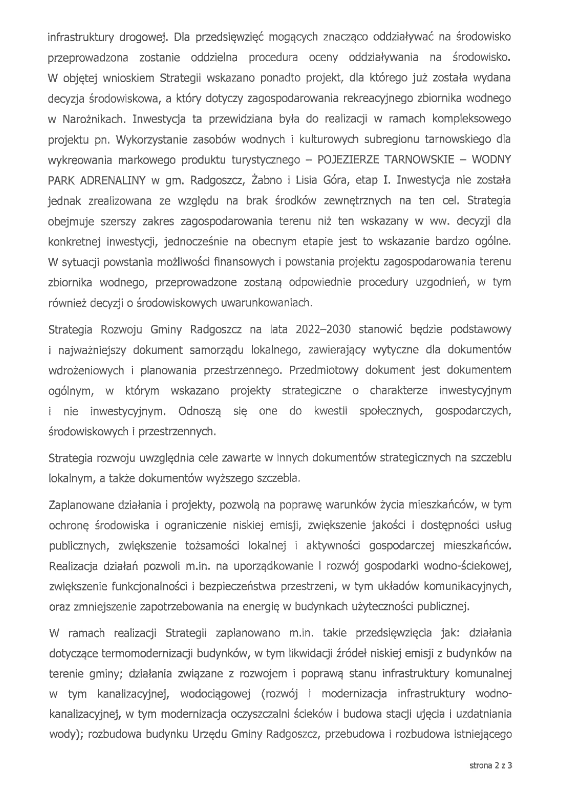 infrastruktury drogowej. Dla przedsięwzięć mogących znacząco oddziaływać na środowisko
przeprowadzona zostanie oddzielna procedura oceny oddziaływania na środowisko.
W objętej wnioskiem Strategii wskazano ponadto projekt, dla którego już została wydana
decyzja środowiskowa, a który dotyczy zagospodarowania rekreacyjnego zbiornika wodnego
w Narożnikach. Inwestycja ta przewidziana była do realizacji w ramach kompleksowego
projektu pn. Wykorzystanie zasobów wodnych i kulturowych subregionu tarnowskiego dla
wykreowania markowego produktu turystycznego – POJEZIERZE TARNOWSKIE – WODNY
PARK ADRENALINY w gm. Radgoszcz, Żabno i Lisia Góra, etap I. Inwestycja nie została
jednak zrealizowana ze względu na brak środków zewnętrznych na ten cel. Strategia
obejmuje szerszy zakres zagospodarowania terenu niż ten wskazany w ww. decyzji dla
konkretnej inwestycji, jednocześnie na obecnym etapie jest to wskazanie bardzo ogólne.
W sytuacji powstania możliwości finansowych i powstania projektu zagospodarowania terenu
zbiornika wodnego, przeprowadzone zostaną odpowiednie procedury uzgodnień, w tym
również decyzji o środowiskowych uwarunkowaniach.
Strategia Rozwoju Gminy Radgoszcz na lata 2022–2030 stanowić będzie podstawowy
i najważniejszy dokument samorządu lokalnego, zawierający wytyczne dla dokumentów
wdrożeniowych i planowania przestrzennego. Przedmiotowy dokument jest dokumentem
ogólnym, w którym wskazano projekty strategiczne o charakterze inwestycyjnym
i nie inwestycyjnym. Odnoszą się one do kwestii społecznych, gospodarczych,
środowiskowych i przestrzennych.
Strategia rozwoju uwzględnia cele zawarte w innych dokumentów strategicznych na szczeblu
lokalnym, a także dokumentów wyższego szczebla.
Zaplanowane działania i projekty, pozwolą na poprawę warunków życia mieszkańców, w tym
ochronę środowiska i ograniczenie niskiej emisji, zwiększenie jakości i dostępności usług
publicznych, zwiększenie tożsamości lokalnej i aktywności gospodarczej mieszkańców.
Realizacja działań pozwoli m.in. na uporządkowanie i rozwój gospodarki wodno-ściekowej,
zwiększenie funkcjonalności i bezpieczeństwa przestrzeni, w tym układów komunikacyjnych,
oraz zmniejszenie zapotrzebowania na energię w budynkach użyteczności publicznej.
W ramach realizacji Strategii zaplanowano m.in. takie przedsięwzięcia jak: działania
dotyczące termomodernizacji budynków, w tym likwidacji źródeł niskiej emisji z budynków na
terenie gminy; działania związane z rozwojem i poprawą stanu infrastruktury komunalnej
w tym kanalizacyjnej, wodociągowej (rozwój i modernizacja infrastruktury wodno-
kanalizacyjnej, w tym modernizacja oczyszczalni ścieków i budowa stacji ujęcia i uzdatniania
wody); rozbudowa budynku Urzędu Gminy Radgoszcz, przebudowa i rozbudowa istniejącego
strona 2 z 3